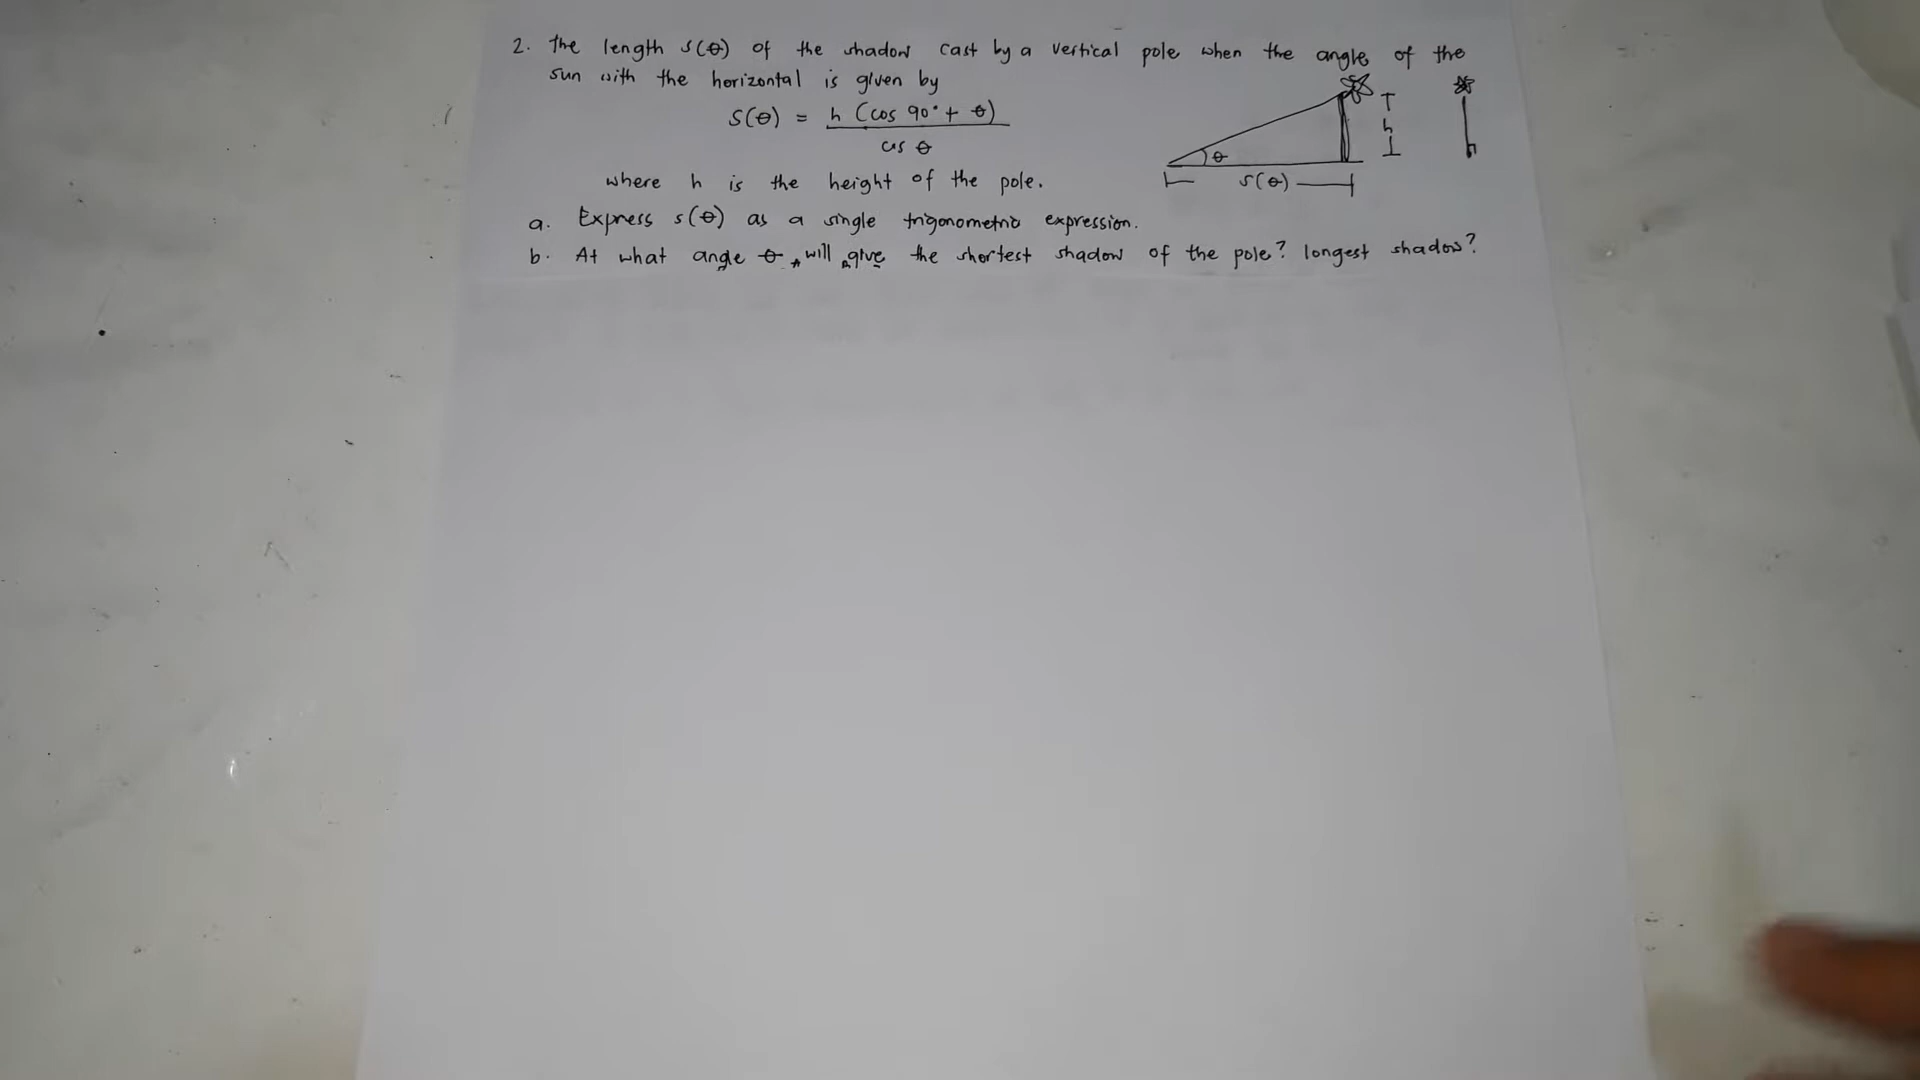 2. the length s(θ) of the shadow cast by a vertical pole when the angle of the
sun with the horizontal is given by
S(θ) = h (cos 90° + θ)
cos θ
where h is the height of the pole.
θ
T
h
s(θ)
h
a. Express s(θ) as a single trigonometric expression.
b. At what angle θ, will give the shortest shadow of the pole? longest shadow?